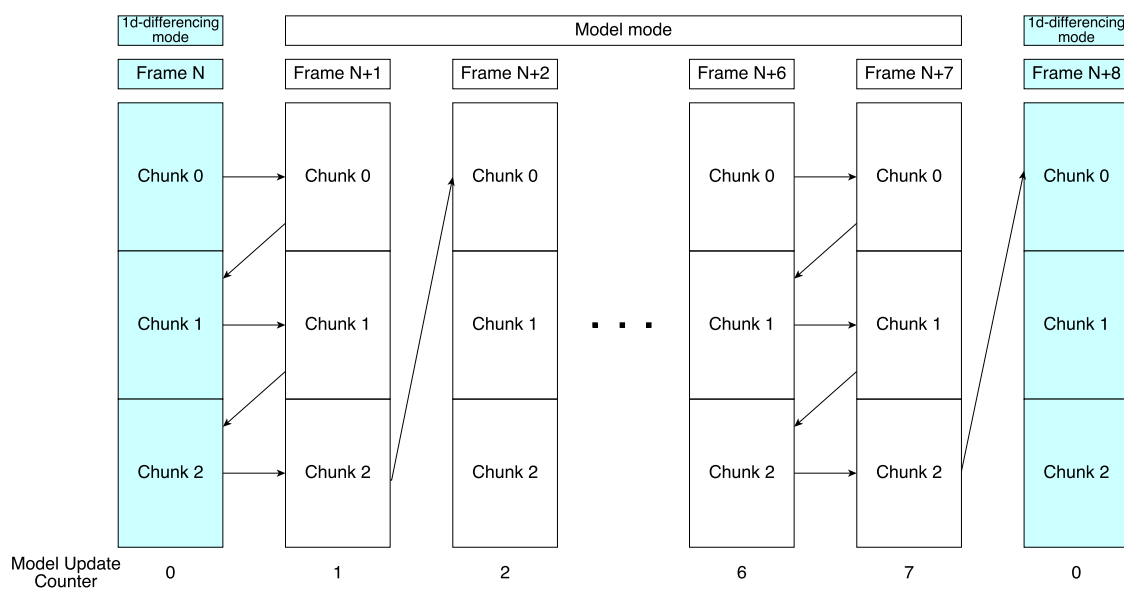 1d-differencing
mode
Model mode
1d-differencing
mode
Frame N
Frame N+1
Frame N+2
Frame N+6
Frame N+7
Frame N+8
Chunk 0
Chunk 0
Chunk 0
Chunk 0
Chunk 0
Chunk 0
Chunk 1
Chunk 1
Chunk 1
. . .
Chunk 1
Chunk 1
Chunk 1
Chunk 2
Chunk 2
Chunk 2
Chunk 2
Chunk 2
Chunk 2
Model Update
Counter
0
1
2
6
7
0